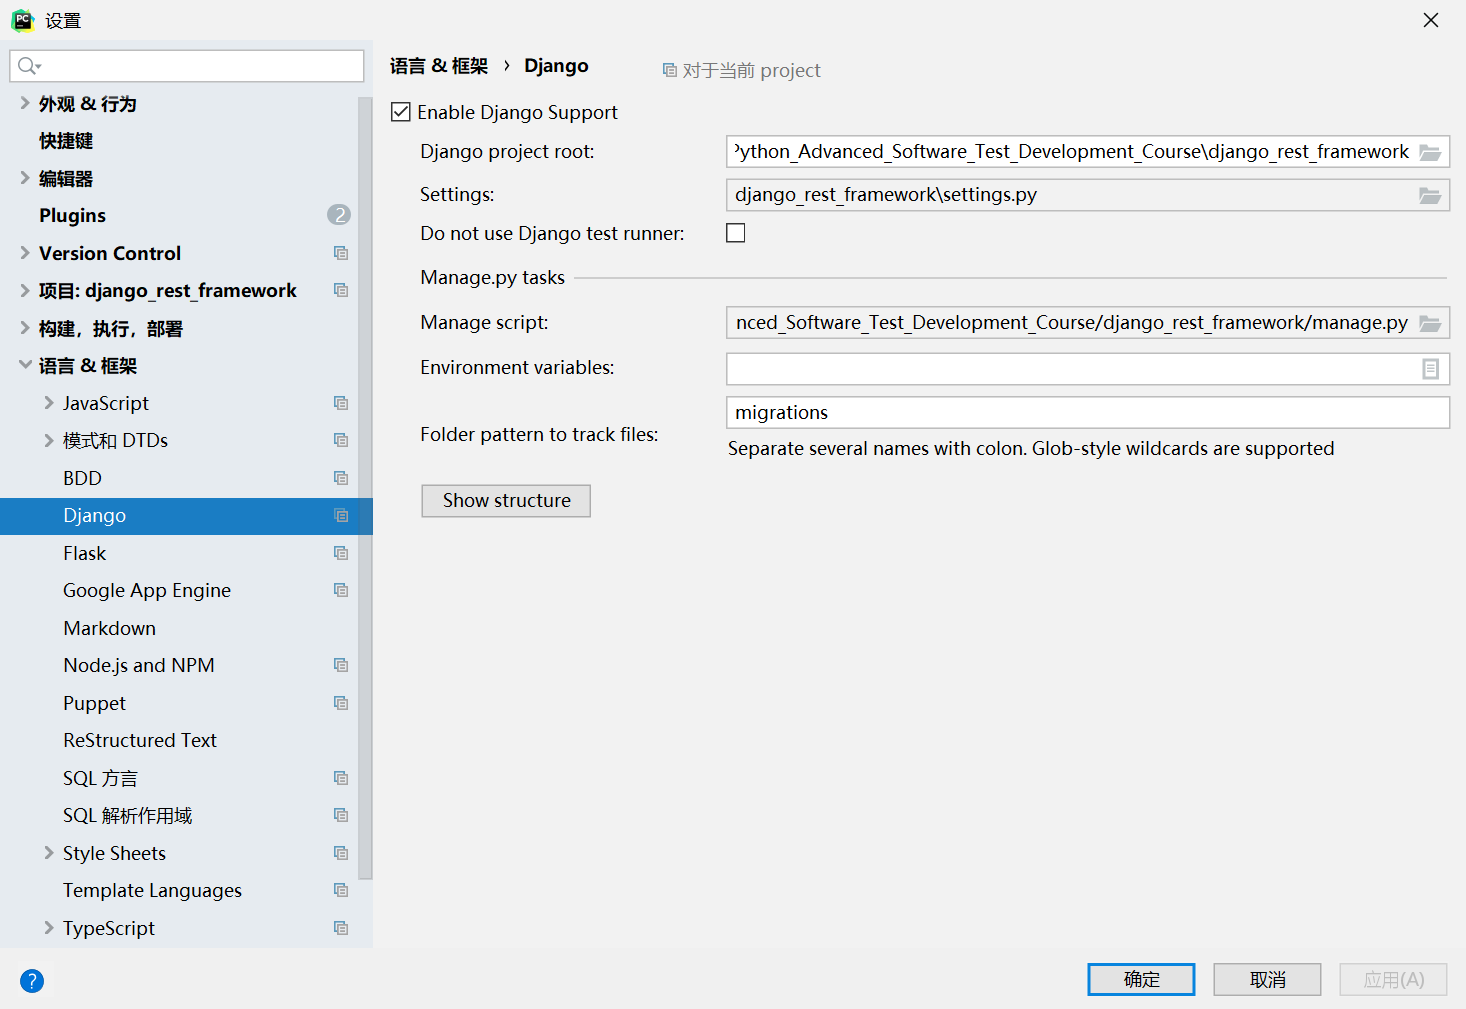 设置
语言 & 框架 › Django
对于当前 project
外观 & 行为
快捷键
编辑器
Plugins 2
Version Control
项目: django_rest_framework
构建，执行，部署
语言 & 框架
JavaScript
模式和 DTDs
BDD
Django
Flask
Google App Engine
Markdown
Node.js and NPM
Puppet
ReStructured Text
SQL 方言
SQL 解析作用域
Style Sheets
Template Languages
TypeScript
Enable Django Support
Django project root: Python_Advanced_Software_Test_Development_Course\django_rest_framework
Settings: django_rest_framework\settings.py
Do not use Django test runner:
Manage.py tasks
Manage script: nced_Software_Test_Development_Course/django_rest_framework/manage.py
Environment variables:
Folder pattern to track files: migrations
Separate several names with colon. Glob-style wildcards are supported
Show structure
?
确定 取消 应用(A)